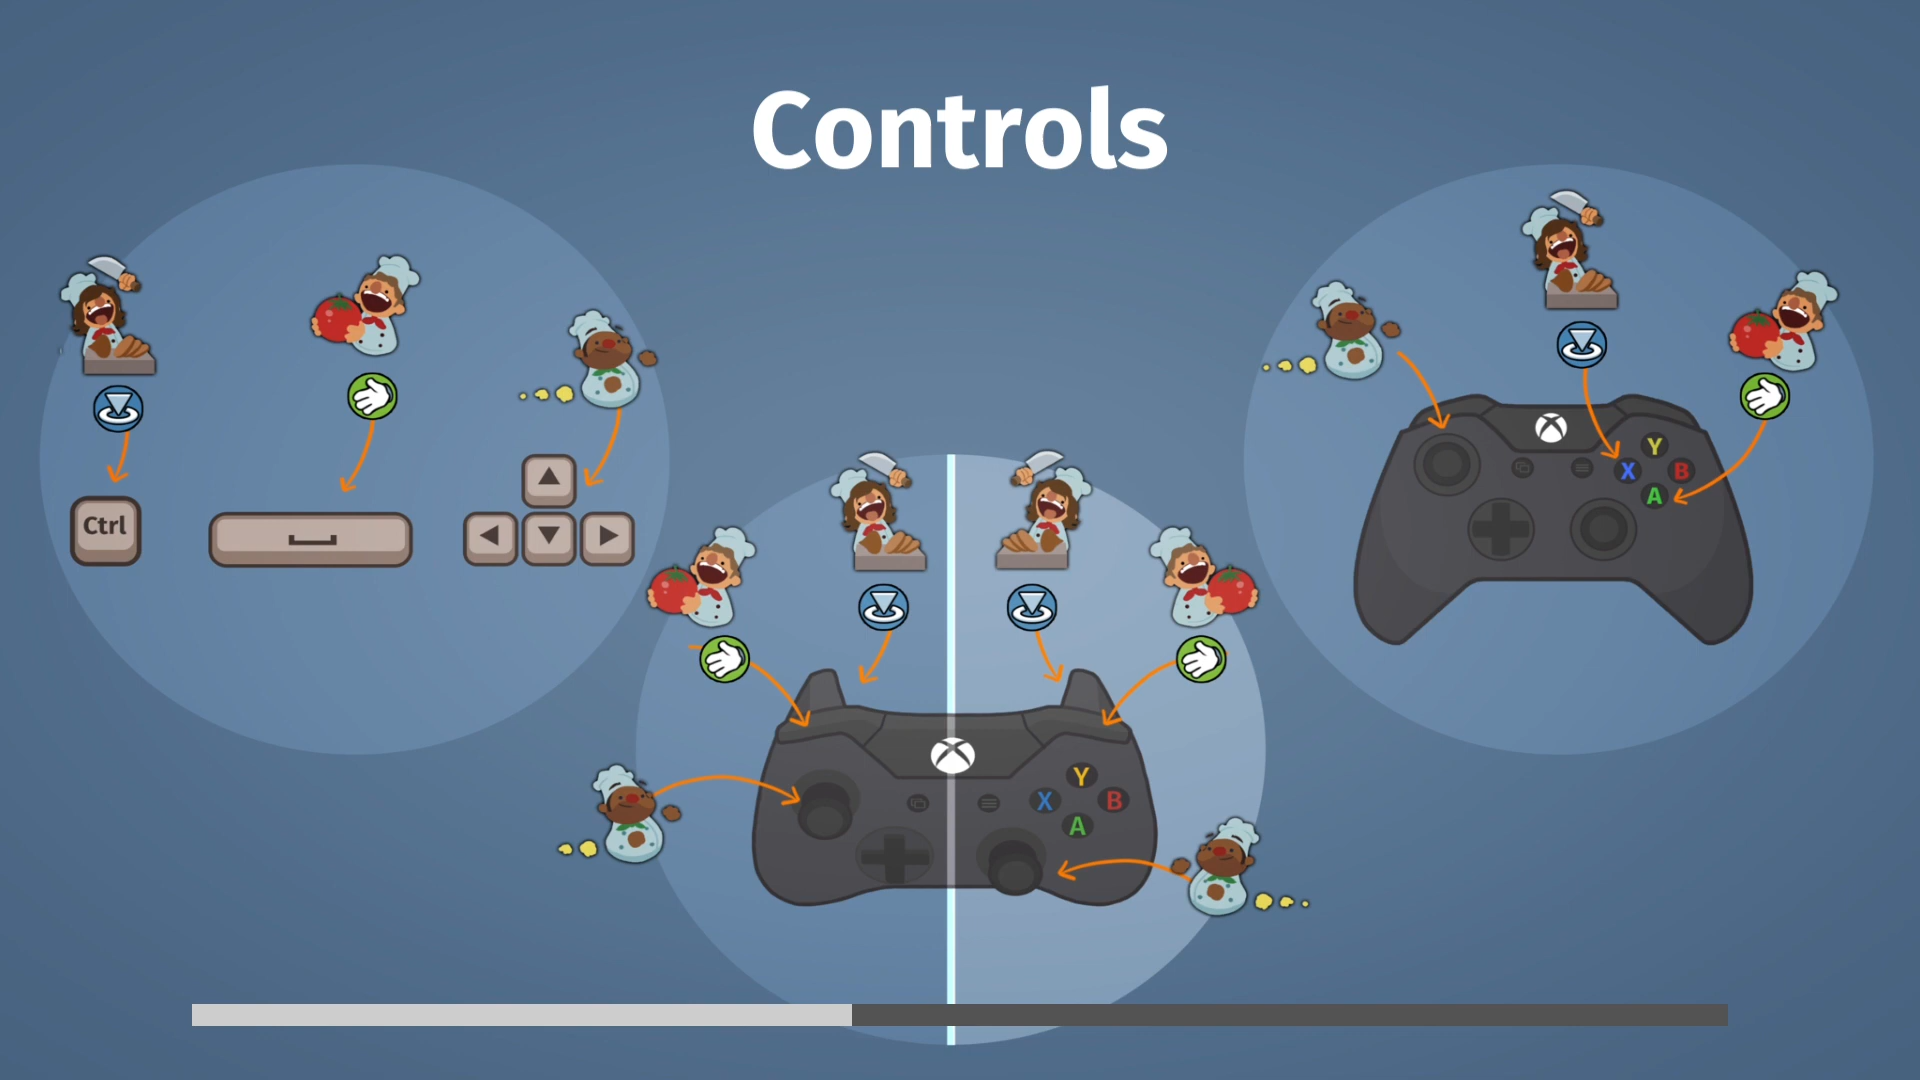 Controls
Ctrl
Y
X B
A
Y
X B
A